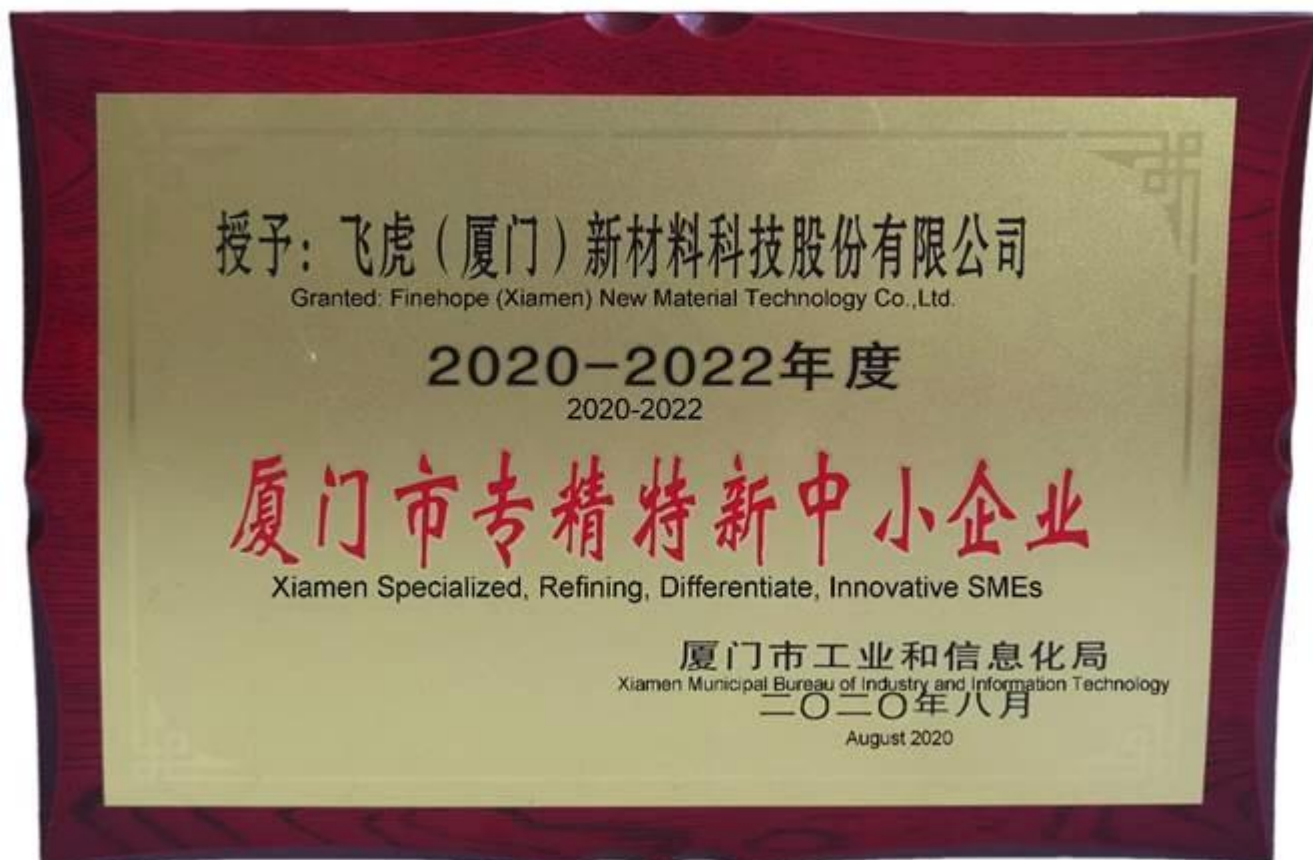 授予：飞虎（厦门）新材料科技股份有限公司
Granted: Finehope (Xiamen) New Material Technology Co.,Ltd.
2020-2022年度
2020-2022
厦门市专精特新中小企业
Xiamen Specialized, Refining, Differentiate, Innovative SMEs
厦门市工业和信息化局
Xiamen Municipal Bureau of Industry and Information Technology
二〇二〇年八月
August 2020